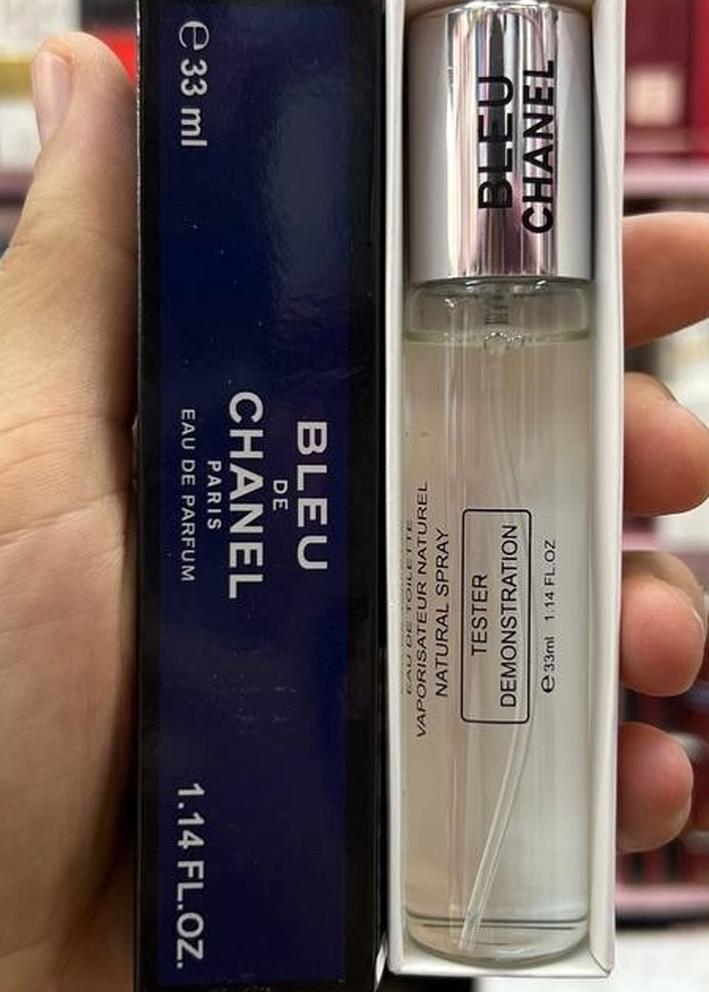 e 33 ml
BLEU
DE
CHANEL
PARIS
EAU DE PARFUM
1.14 FL.OZ.
BLEU
CHANEL
EAU DE TOILETTE
VAPORISATEUR NATUREL
NATURAL SPRAY
TESTER
DEMONSTRATION
e 33ml 1.14 FL.OZ